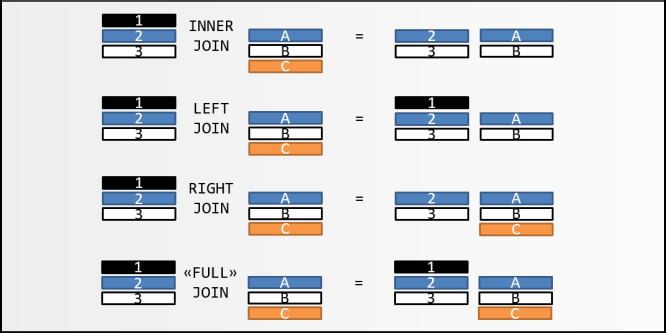 1
2 INNER A = 2 A
3 JOIN B 3 B
C
1 LEFT 1
2 JOIN A = 2 A
3 B 3 B
C
1 RIGHT
2 JOIN A = 2 A
3 B 3 B
C C
1 «FULL» 1
2 JOIN A = 2 A
3 B 3 B
C C